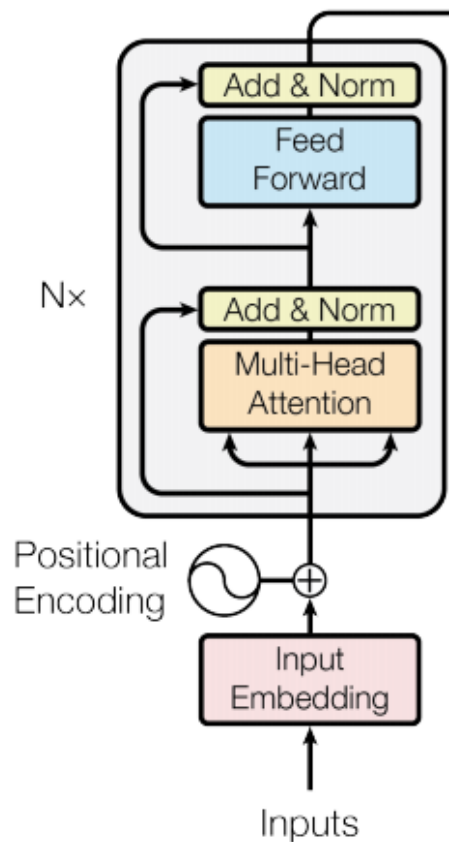 Add & Norm
Feed
Forward
N×
Add & Norm
Multi-Head
Attention
Positional
Encoding
Input
Embedding
Inputs